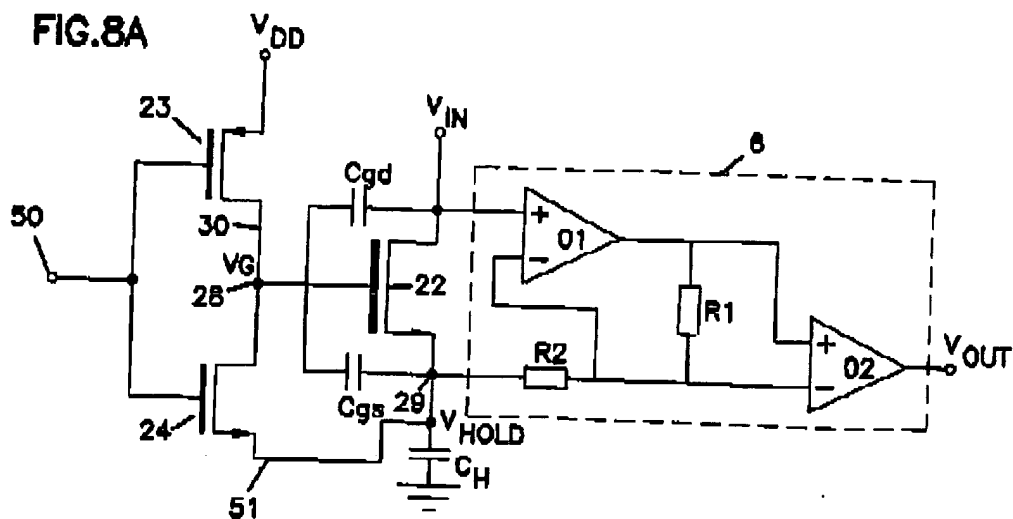 FIG.8A
VDD
23
VIN
6
Cgd
+
01
50
30
−
VG
28
22
R1
+
VOUT
R2
02
−
24
Cgs
29
VHOLD
CH
51